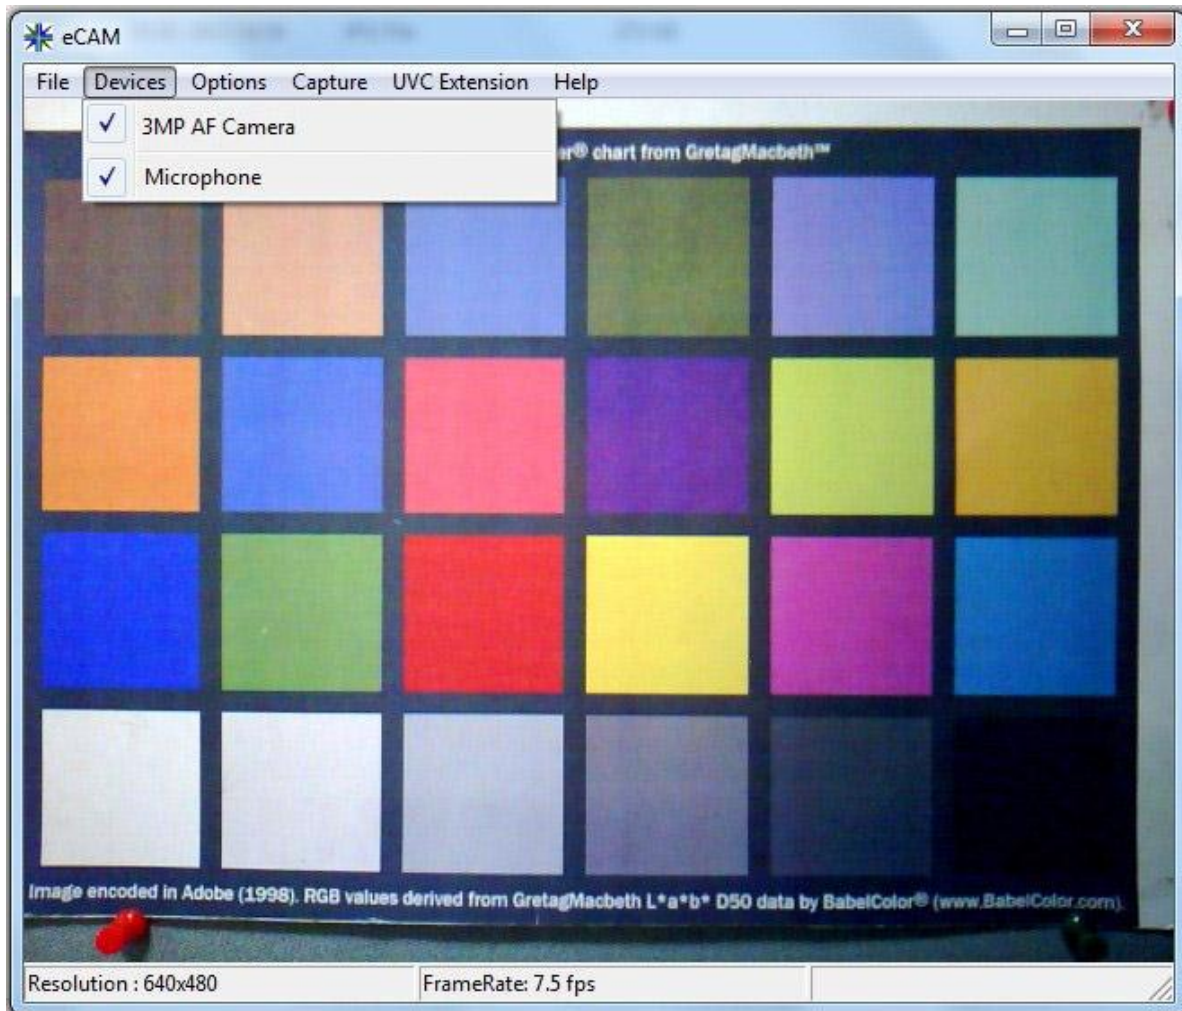 eCAM
File Devices Options Capture UVC Extension Help
3MP AF Camera
Microphone
chart from GretagMacbeth™
Image encoded in Adobe (1998). RGB values derived from GretagMacbeth L*a*b* D50 data by BabelColor® (www.BabelColor.com).
Resolution : 640x480
FrameRate: 7.5 fps